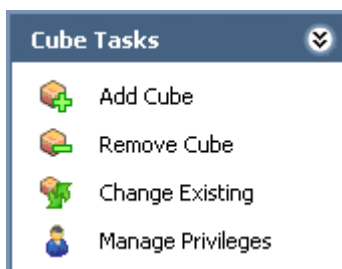 Cube Tasks
Add Cube
Remove Cube
Change Existing
Manage Privileges